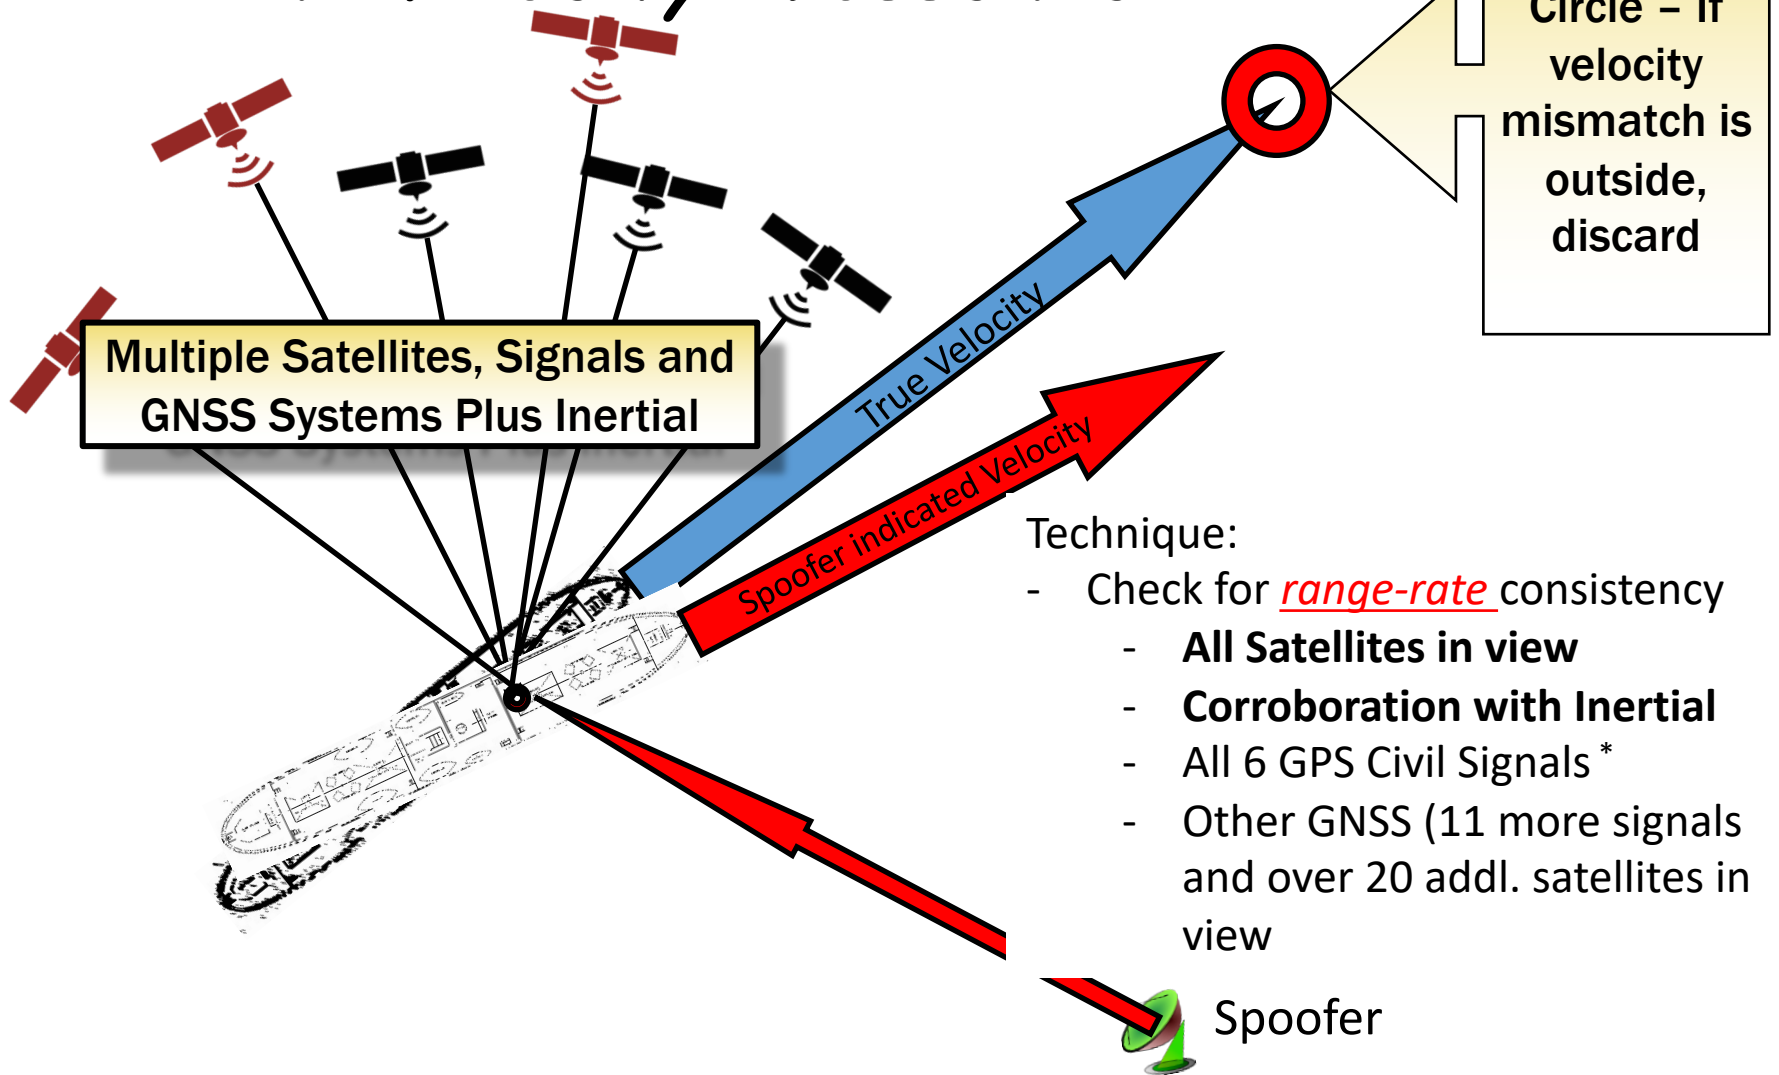 Circle – If
velocity
mismatch is
outside,
discard
Multiple Satellites, Signals and
GNSS Systems Plus Inertial
True Velocity
Spoofer indicated Velocity
Technique:
- Check for range-rate consistency
- All Satellites in view
- Corroboration with Inertial
- All 6 GPS Civil Signals *
- Other GNSS (11 more signals
and over 20 addl. satellites in
view
Spoofer